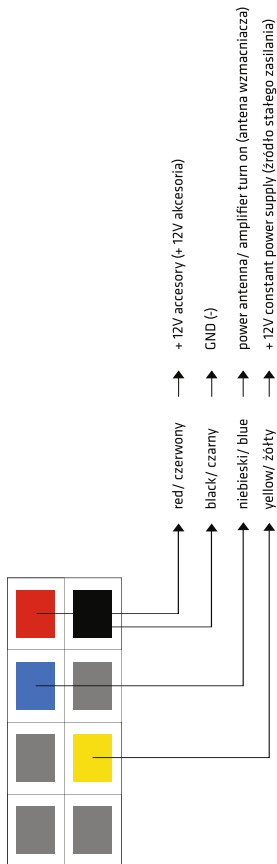 red/ czerwony → + 12V accesory (+ 12V akcesoria)
black/ czarny → GND (-)
niebieski/ blue → power antenna/ amplifier turn on (antena wzmacniacza)
yellow/ żółty → + 12V constant power supply (źródło stałego zasilania)